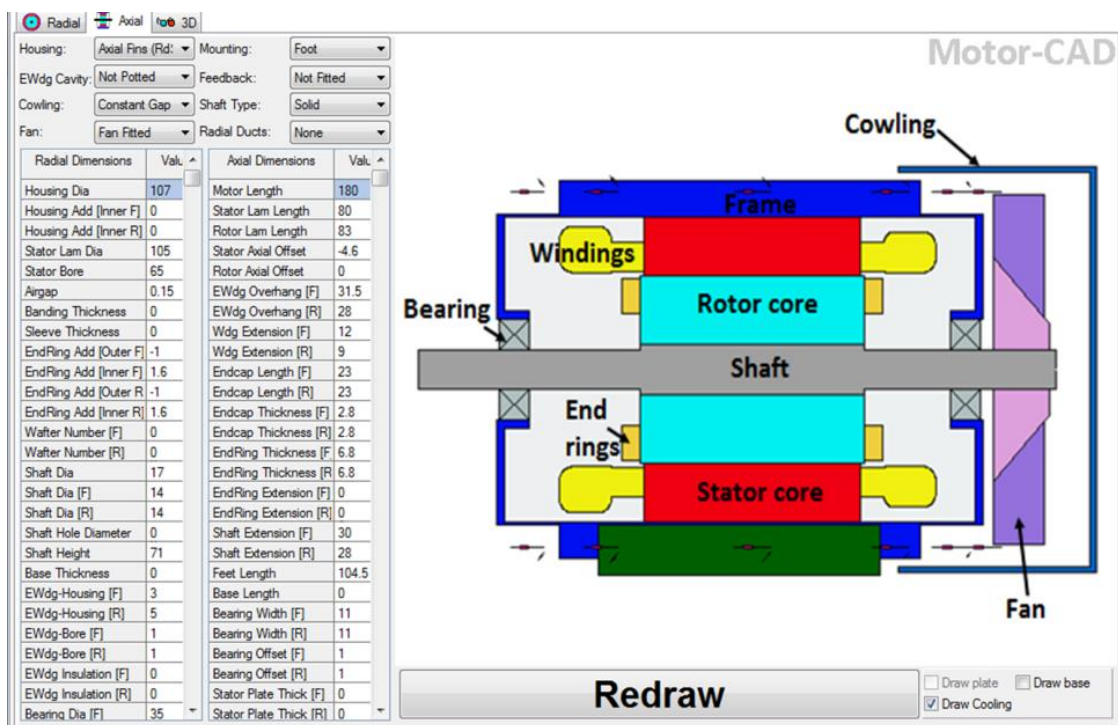 Radial Axial 3D
Housing: Axial Fins (Rd: Mounting: Foot
EWdg Cavity: Not Potted Feedback: Not Fitted
Cowling: Constant Gap Shaft Type: Solid
Fan: Fan Fitted Radial Ducts: None
Radial Dimensions Valu Axial Dimensions Valu
Housing Dia 107 Motor Length 180
Housing Add [Inner F] 0 Stator Lam Length 80
Housing Add [Inner R] 0 Rotor Lam Length 83
Stator Lam Dia 105 Stator Axial Offset -4.6
Stator Bore 65 Rotor Axial Offset 0
Airgap 0.15 EWdg Overhang [F] 31.5
Banding Thickness 0 EWdg Overhang [R] 28
Sleeve Thickness 0 Wdg Extension [F] 12
EndRing Add [Outer F] -1 Wdg Extension [R] 9
EndRing Add [Inner F] 1.6 Endcap Length [F] 23
EndRing Add [Outer R -1 Endcap Length [R] 23
EndRing Add [Inner R] 1.6 Endcap Thickness [F] 2.8
Wafter Number [F] 0 Endcap Thickness [R] 2.8
Wafter Number [R] 0 EndRing Thickness [F 6.8
Shaft Dia 17 EndRing Thickness [R 6.8
Shaft Dia [F] 14 EndRing Extension [F] 0
Shaft Dia [R] 14 EndRing Extension [R] 0
Shaft Hole Diameter 0 Shaft Extension [F] 30
Shaft Height 71 Shaft Extension [R] 28
Base Thickness 0 Feet Length 104.5
EWdg-Housing [F] 3 Base Length 0
EWdg-Housing [R] 5 Bearing Width [F] 11
EWdg-Bore [F] 1 Bearing Width [R] 11
EWdg-Bore [R] 1 Bearing Offset [F] 1
EWdg Insulation [F] 0 Bearing Offset [R] 1
EWdg Insulation [R] 0 Stator Plate Thick [F] 0
Bearing Dia [F] 35 Stator Plate Thick [R] 0
Motor-CAD
Cowling
Frame
Windings
Bearing
Rotor core
Shaft
End
rings
Stator core
Fan
Redraw
Draw plate Draw base
Draw Cooling